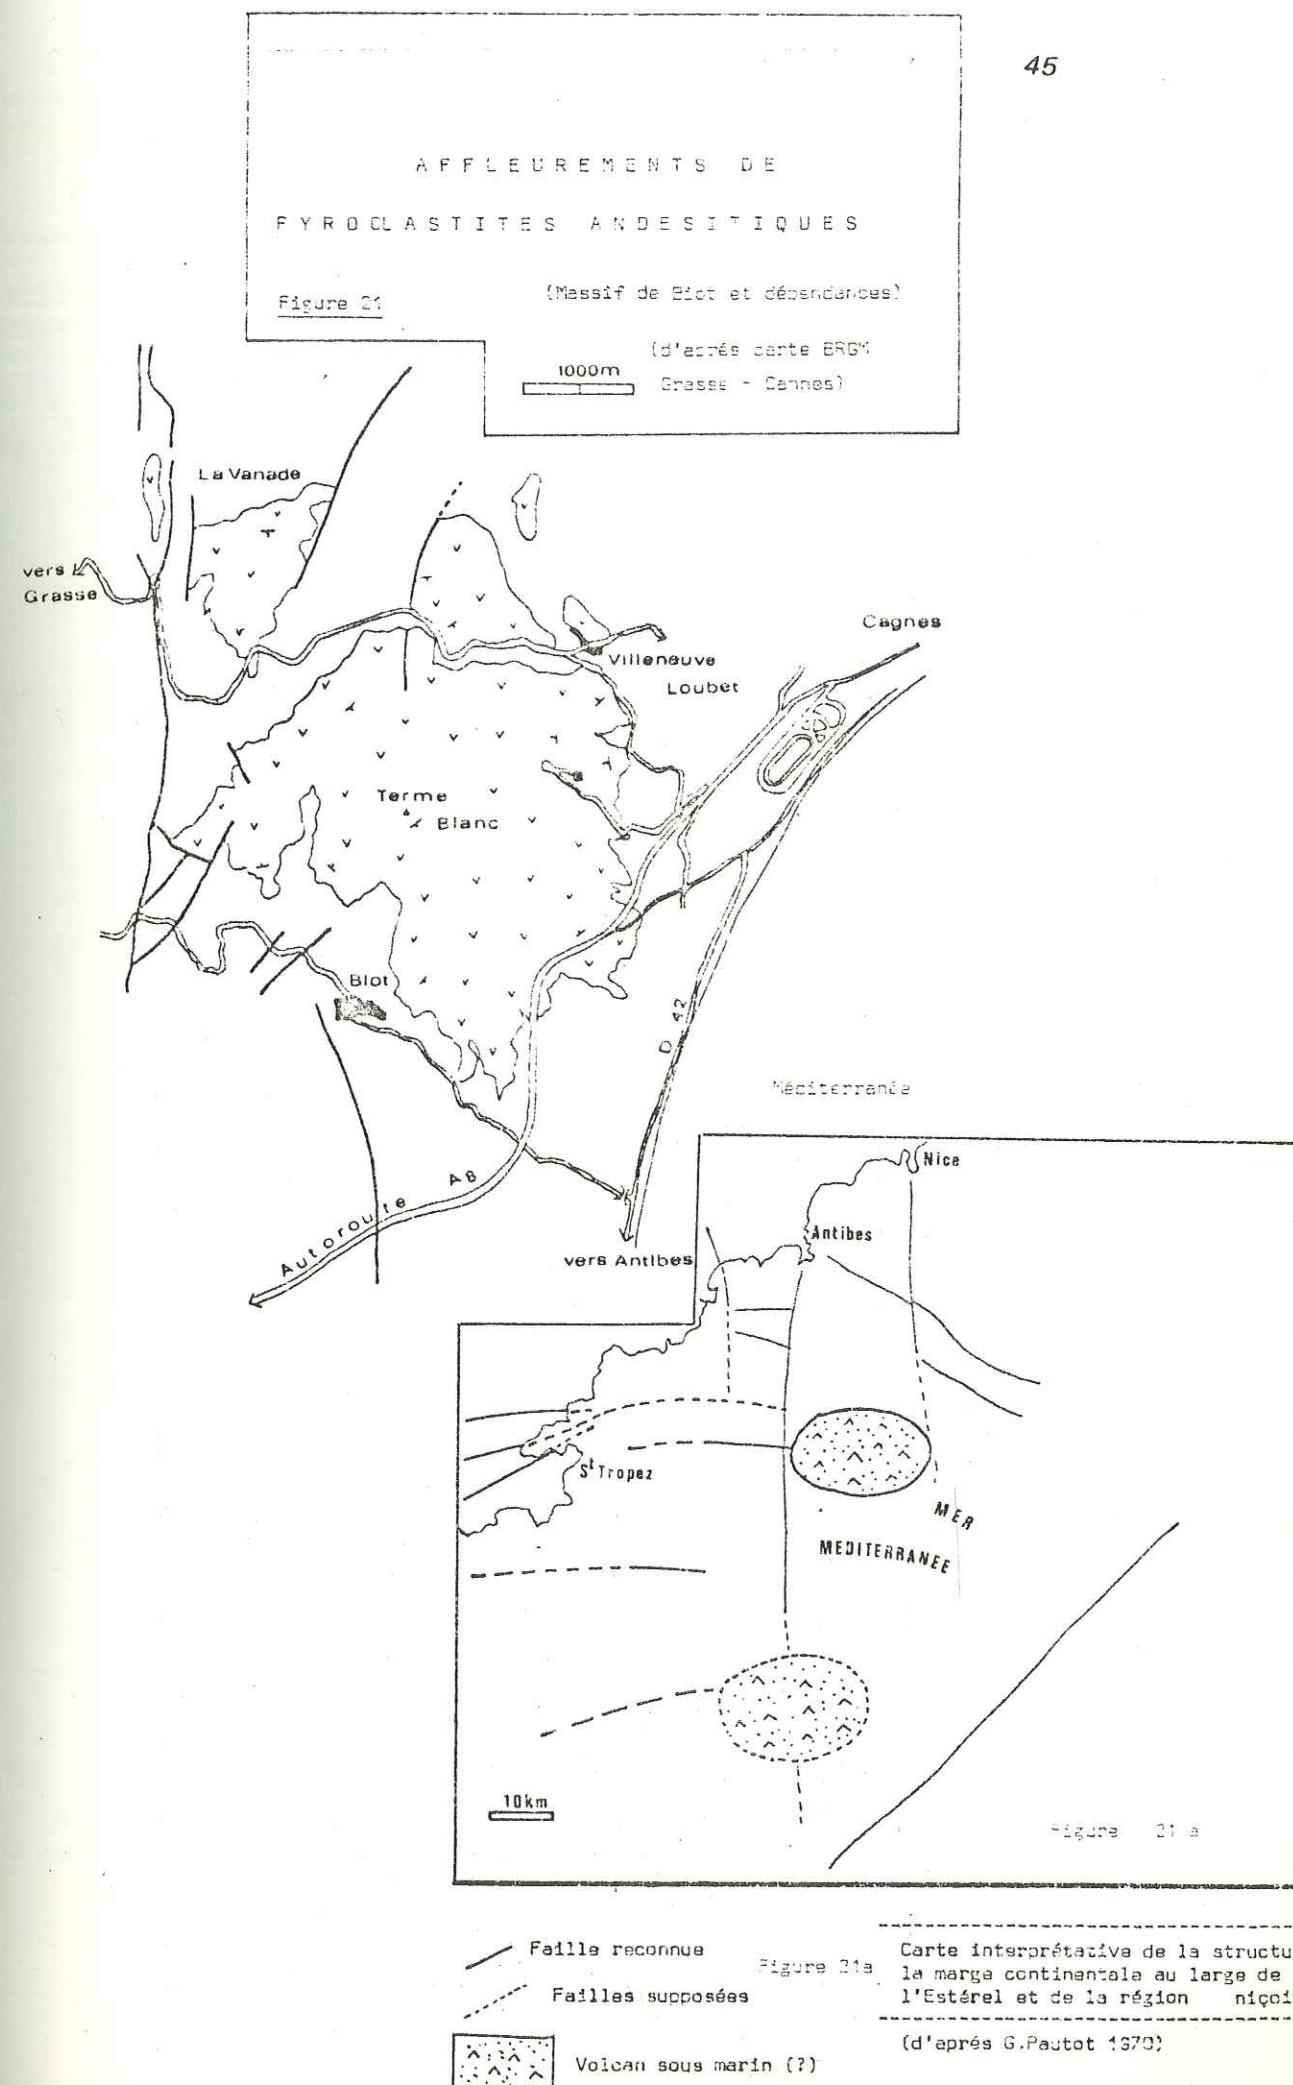 45
AFFLEUREMENTS DE
PYROCLASTITES ANDESITIQUES
Figure 21
(Massif de Biot et dépendances)
(d'aprés carte BRGM
Grasse - Cannes)
1000m
La Vanade
vers
Grasse
Cagnes
Villeneuve
Loubet
Terme
Blanc
Biot
D 42
Méditerranée
Autoroute A8
vers Antibes
Nice
Antibes
St Tropez
MER
MEDITERRANEE
10km
Figure 21 a
Faille reconnue
Failles supposées
Volcan sous marin (?)
Figure 21a
Carte interprétative de la structu
la marge continentale au large de
l'Estérel et de la région niçoi
(d'aprés G.Pautot 1970)